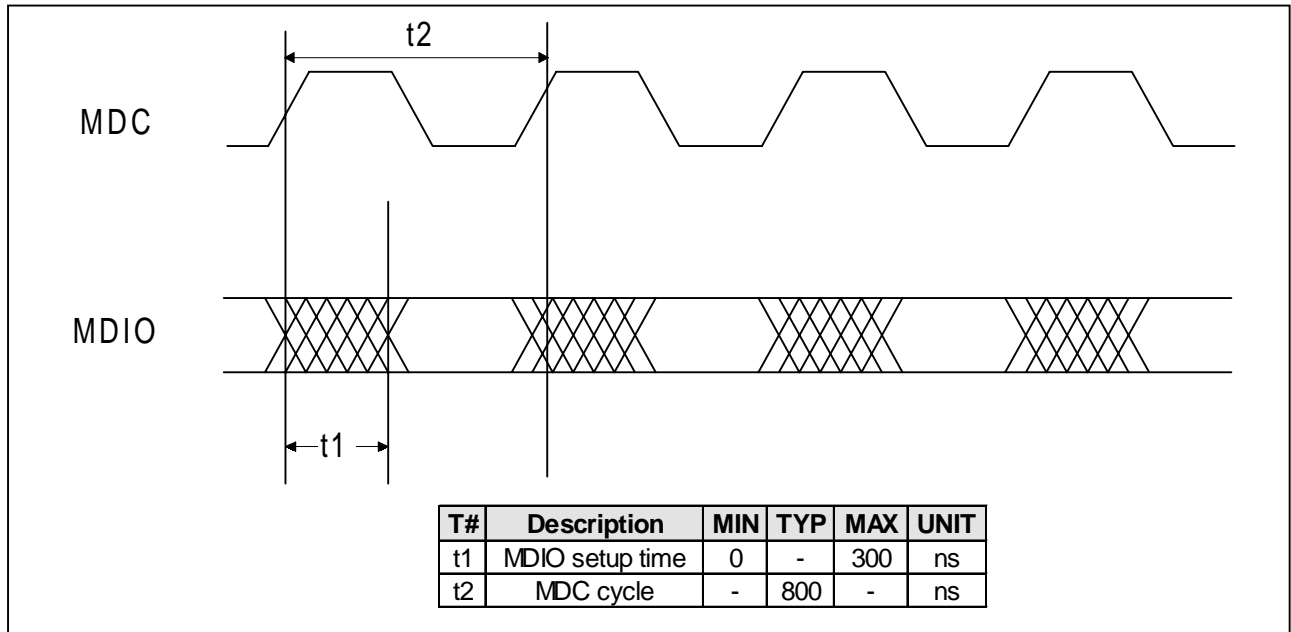 t2
MDC
MDIO
t1
T# Description MIN TYP MAX UNIT
t1 MDIO setup time 0 - 300 ns
t2 MDC cycle - 800 - ns